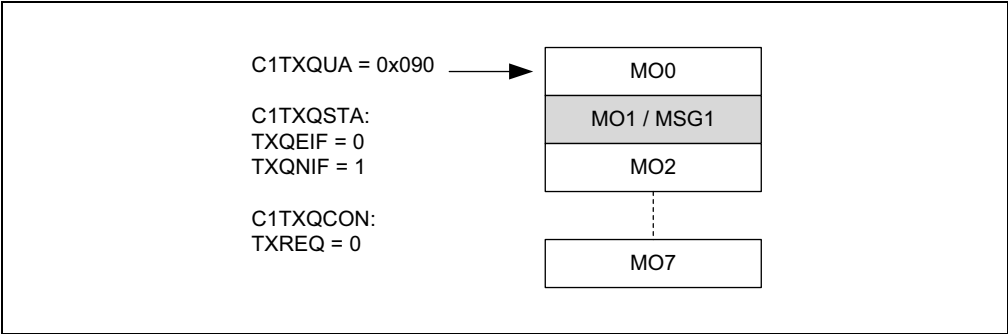 C1TXQUA = 0x090
MO0
C1TXQSTA:
TXQEIF = 0
TXQNIF = 1
MO1 / MSG1
MO2
C1TXQCON:
TXREQ = 0
MO7